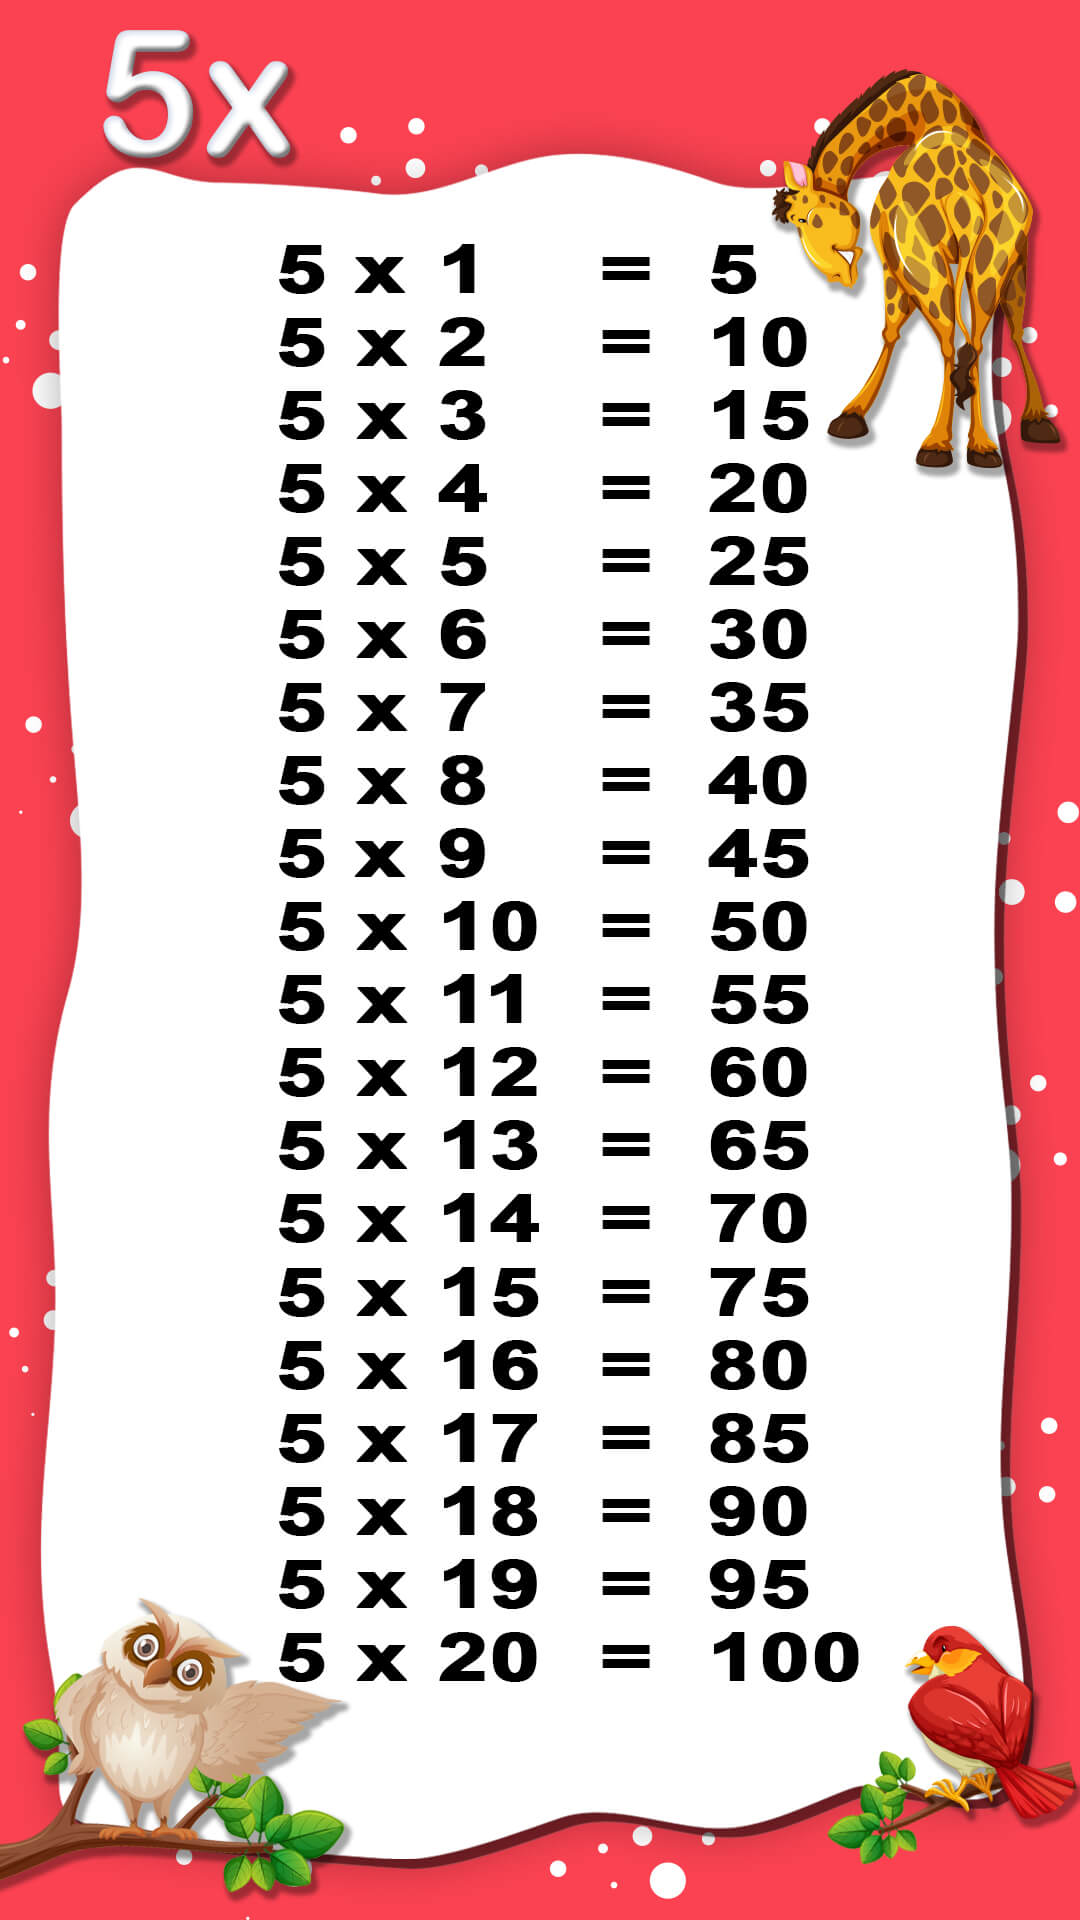 5x
5 x 1 = 5
5 x 2 = 10
5 x 3 = 15
5 x 4 = 20
5 x 5 = 25
5 x 6 = 30
5 x 7 = 35
5 x 8 = 40
5 x 9 = 45
5 x 10 = 50
5 x 11 = 55
5 x 12 = 60
5 x 13 = 65
5 x 14 = 70
5 x 15 = 75
5 x 16 = 80
5 x 17 = 85
5 x 18 = 90
5 x 19 = 95
5 x 20 = 100